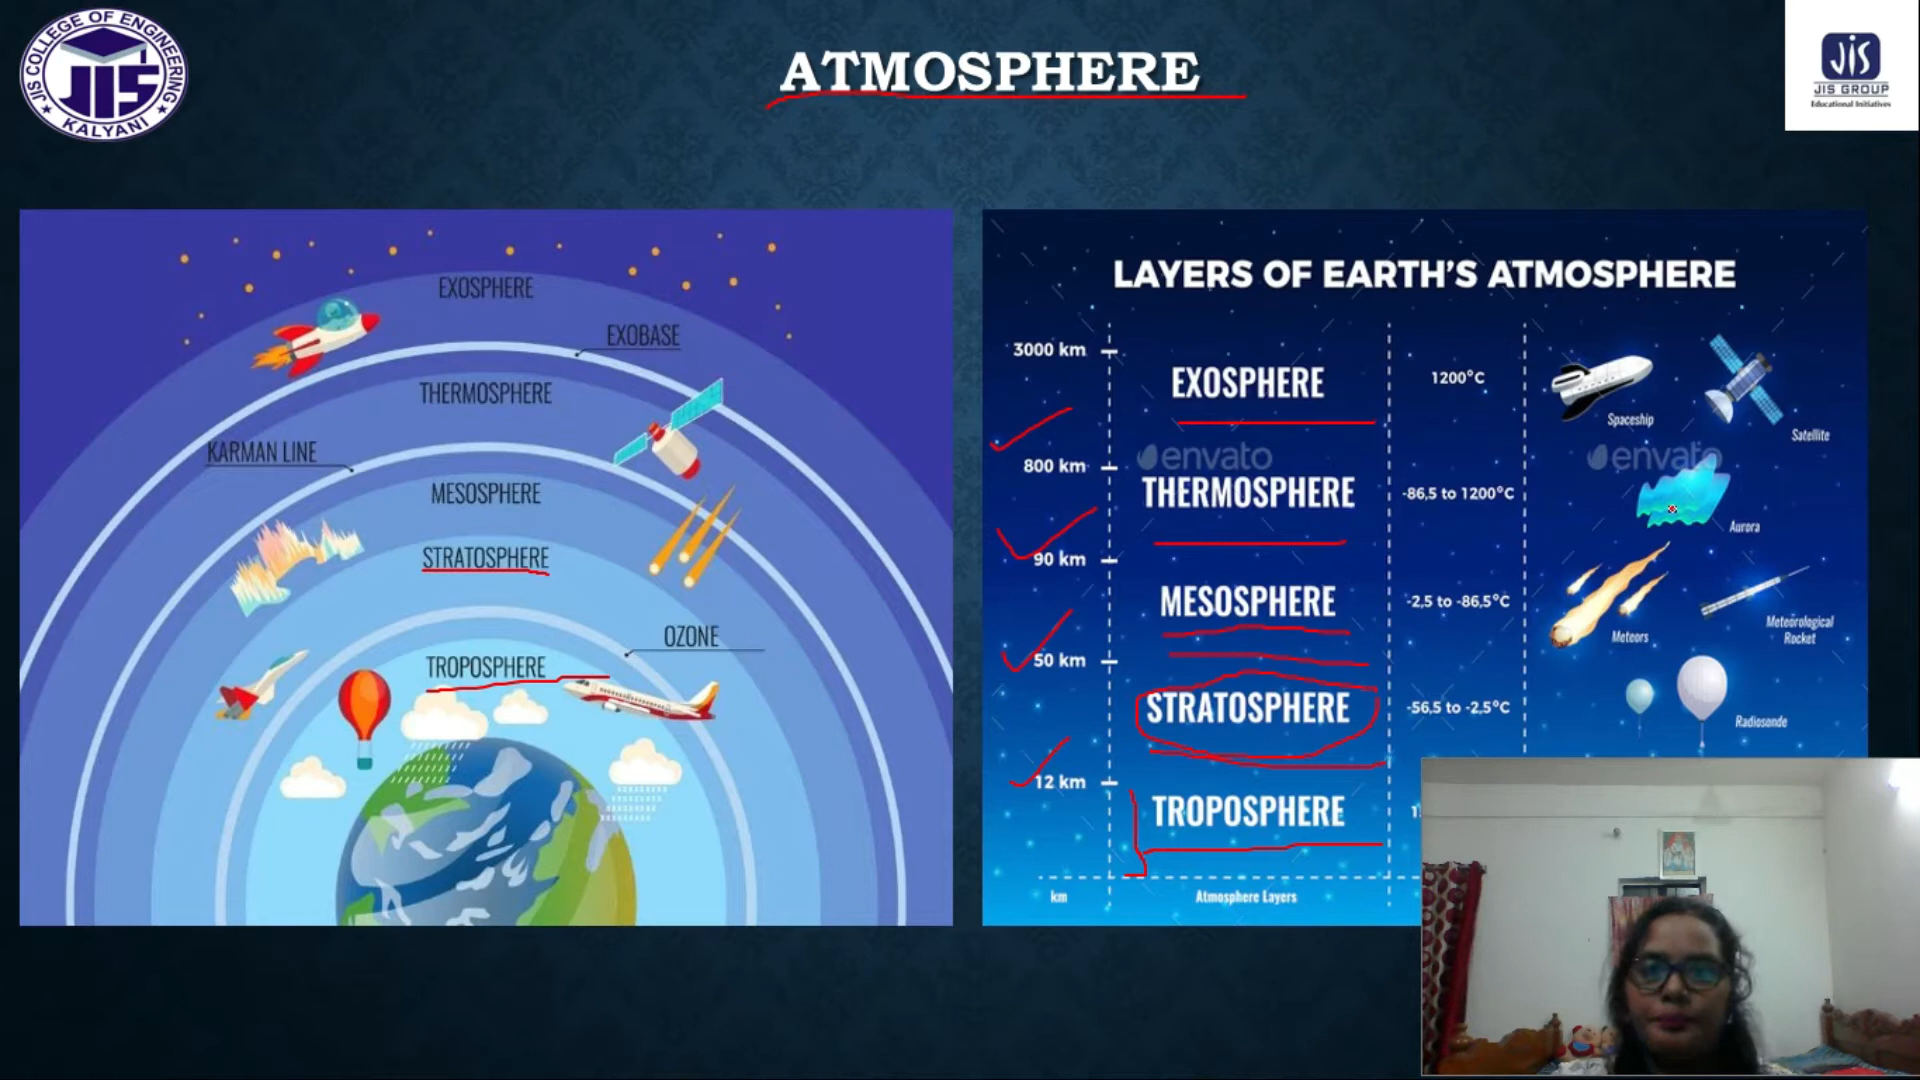 JIS COLLEGE OF ENGINEERING
JIS
KALYANI
ATMOSPHERE
JIS
JIS GROUP
Educational Initiatives
EXOSPHERE
EXOBASE
THERMOSPHERE
KARMAN LINE
MESOSPHERE
STRATOSPHERE
OZONE
TROPOSPHERE
LAYERS OF EARTH'S ATMOSPHERE
3000 km
EXOSPHERE
1200°C
Spaceship
Satellite
800 km
envato
envato
THERMOSPHERE
-86,5 to 1200°C
Aurora
90 km
MESOSPHERE
-2,5 to -86,5°C
Meteors
Meteorological
Rocket
50 km
STRATOSPHERE
-56,5 to -2,5°C
Radiosonde
12 km
TROPOSPHERE
km
Atmosphere Layers